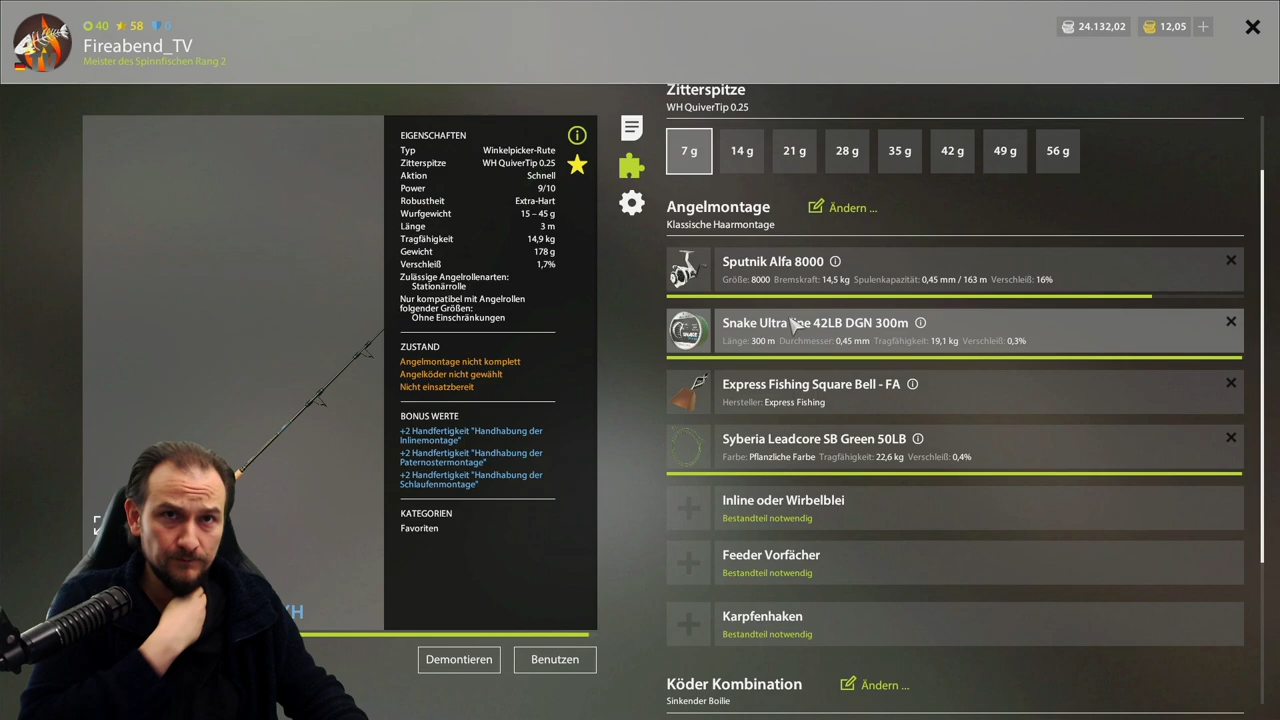 40 58 0
Fireabend_TV
Meister des Spinnfischen Rang 2
24.132,02 12,05
EIGENSCHAFTEN
Typ Winkelpicker-Rute
Zitterspitze WH QuiverTip 0.25
Aktion Schnell
Power 9/10
Robustheit Extra-Hart
Wurfgewicht 15 – 45 g
Länge 3 m
Tragfähigkeit 14,9 kg
Gewicht 178 g
Verschleiß 1,7%
Zulässige Angelrollenarten:
Stationärrolle
Nur kompatibel mit Angelrollen
folgender Größen:
Ohne Einschränkungen
ZUSTAND
Angelmontage nicht komplett
Angelköder nicht gewählt
Nicht einsatzbereit
BONUS WERTE
+2 Handfertigkeit "Handhabung der
Inlinemontage"
+2 Handfertigkeit "Handhabung der
Paternostermontage"
+2 Handfertigkeit "Handhabung der
Schlaufenmontage"
KATEGORIEN
Favoriten
Demontieren Benutzen
Zitterspitze
WH QuiverTip 0.25
7 g 14 g 21 g 28 g 35 g 42 g 49 g 56 g
Angelmontage Ändern ...
Klassische Haarmontage
Sputnik Alfa 8000
Größe: 8000 Bremskraft: 14,5 kg Spulenkapazität: 0,45 mm / 163 m Verschleiß: 16%
Snake Ultra 42LB DGN 300m
Länge: 300 m Durchmesser: 0,45 mm Tragfähigkeit: 19,1 kg Verschleiß: 0,3%
Express Fishing Square Bell - FA
Hersteller: Express Fishing
Syberia Leadcore SB Green 50LB
Farbe: Pflanzliche Farbe Tragfähigkeit: 22,6 kg Verschleiß: 0,4%
Inline oder Wirbelblei
Bestandteil notwendig
Feeder Vorfächer
Bestandteil notwendig
Karpfenhaken
Bestandteil notwendig
Köder Kombination Ändern ...
Sinkender Boilie